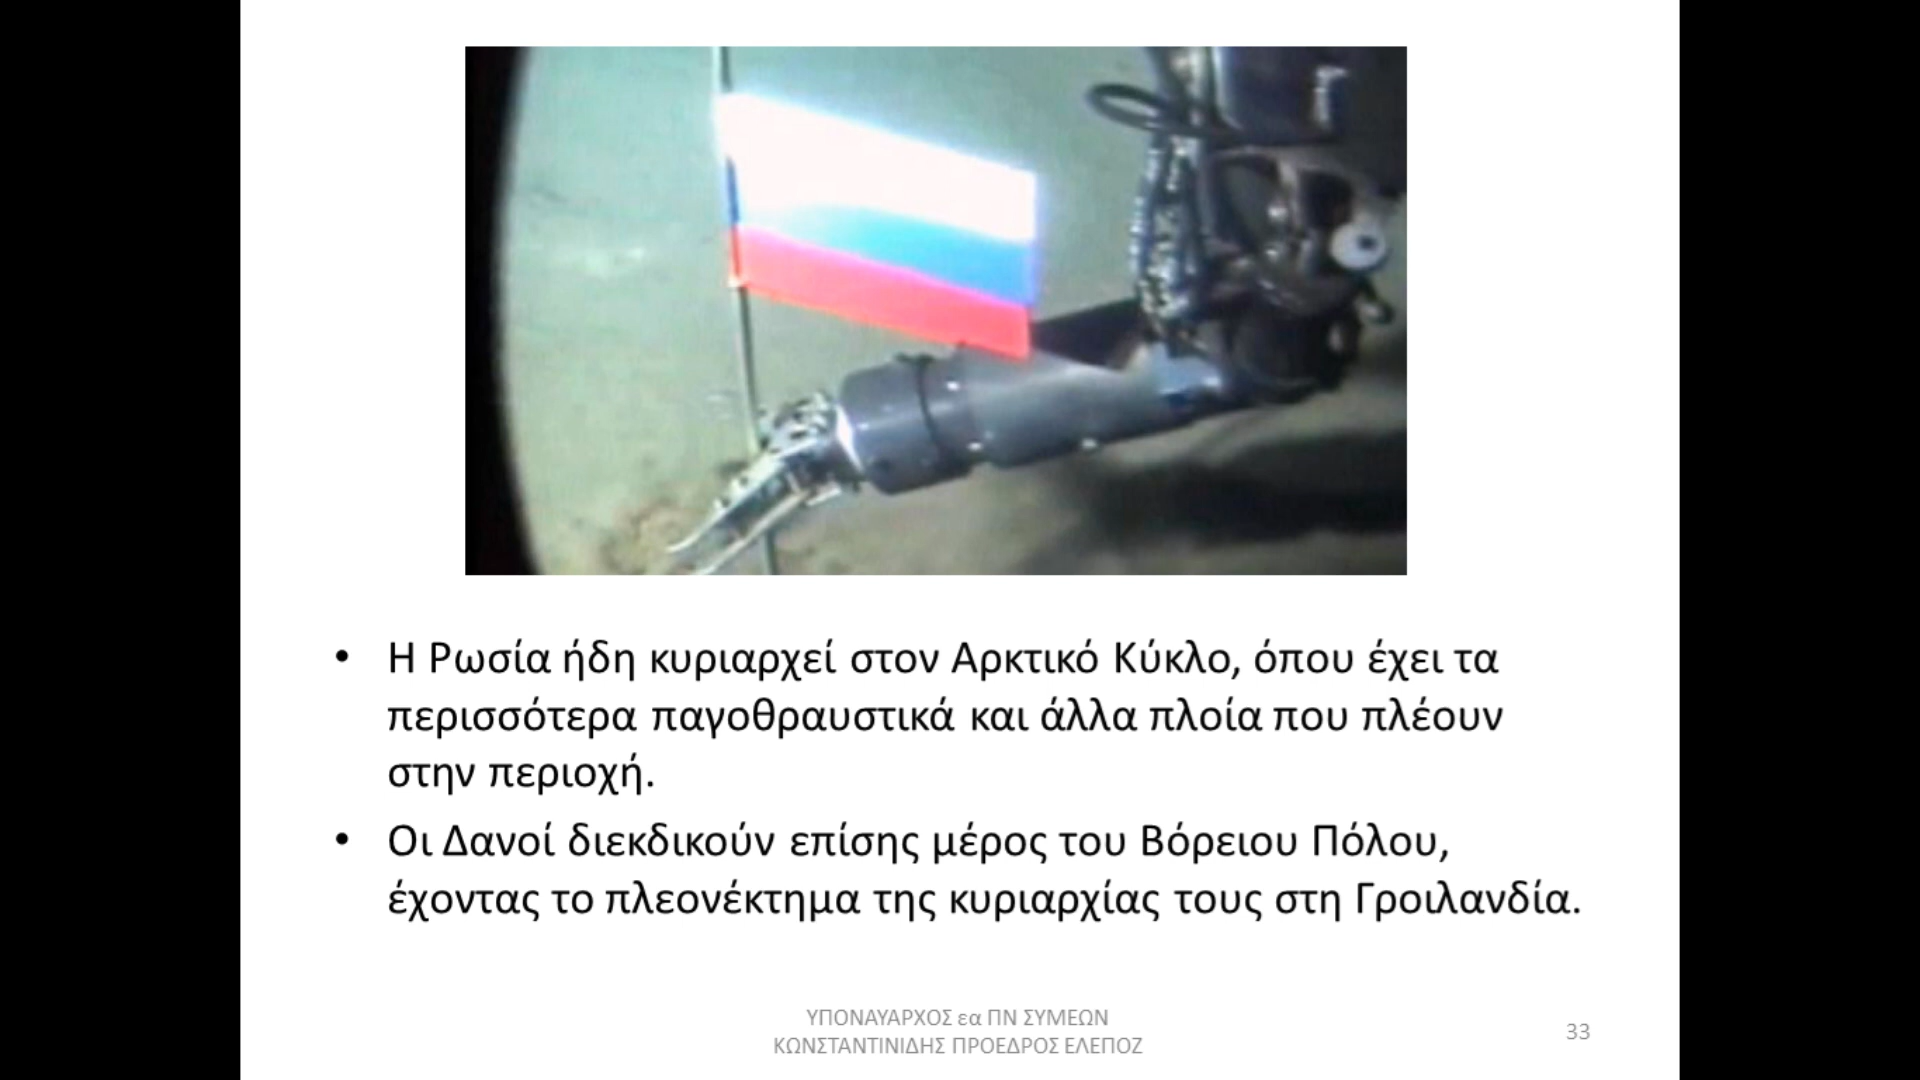 • Η Ρωσία ήδη κυριαρχεί στον Αρκτικό Κύκλο, όπου έχει τα
περισσότερα παγοθραυστικά και άλλα πλοία που πλέουν
στην περιοχή.
• Οι Δανοί διεκδικούν επίσης μέρος του Βόρειου Πόλου,
έχοντας το πλεονέκτημα της κυριαρχίας τους στη Γροιλανδία.
ΥΠΟΝΑΥΑΡΧΟΣ εα ΠΝ ΣΥΜΕΩΝ
ΚΩΝΣΤΑΝΤΙΝΙΔΗΣ ΠΡΟΕΔΡΟΣ ΕΛΕΠΟΖ
33